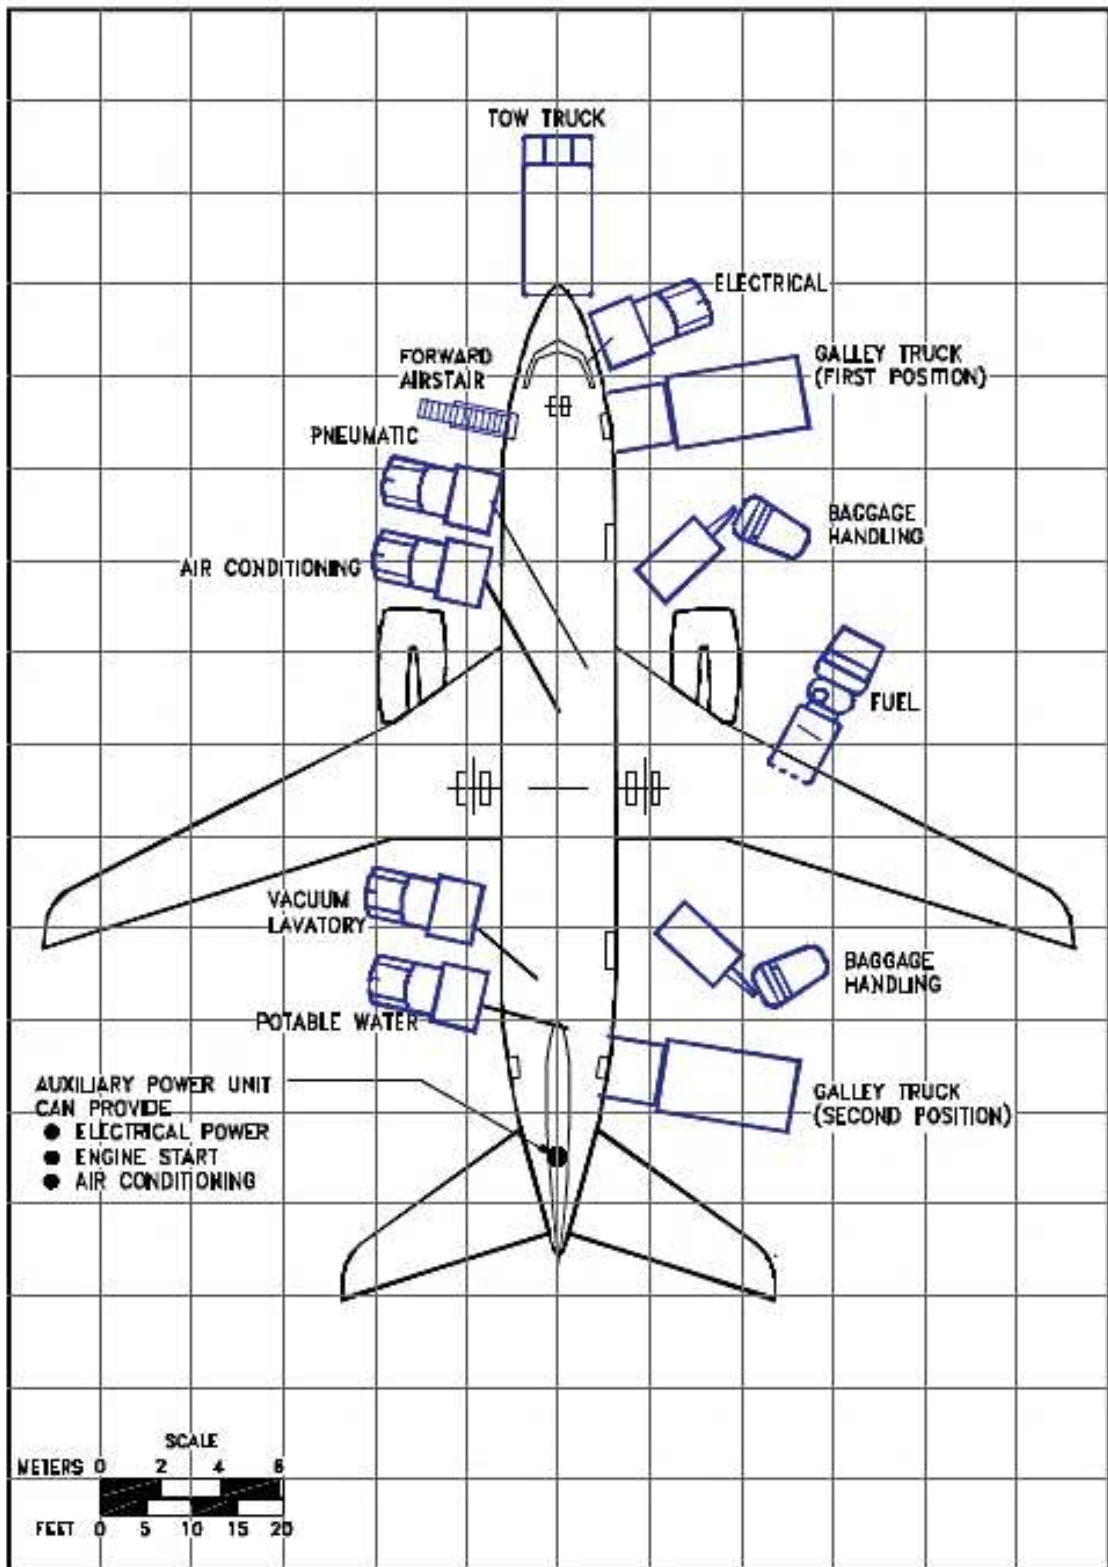 TOW TRUCK
ELECTRICAL
FORWARD
AIRSTAIR
GALLEY TRUCK
(FIRST POSITION)
PNEUMATIC
BAGGAGE
HANDLING
AIR CONDITIONING
FUEL
VACUUM
LAVATORY
BAGGAGE
HANDLING
POTABLE WATER
AUXILIARY POWER UNIT
CAN PROVIDE
● ELECTRICAL POWER
● ENGINE START
● AIR CONDITIONING
GALLEY TRUCK
(SECOND POSITION)
SCALE
METERS 0 2 4 6
FEET 0 5 10 15 20